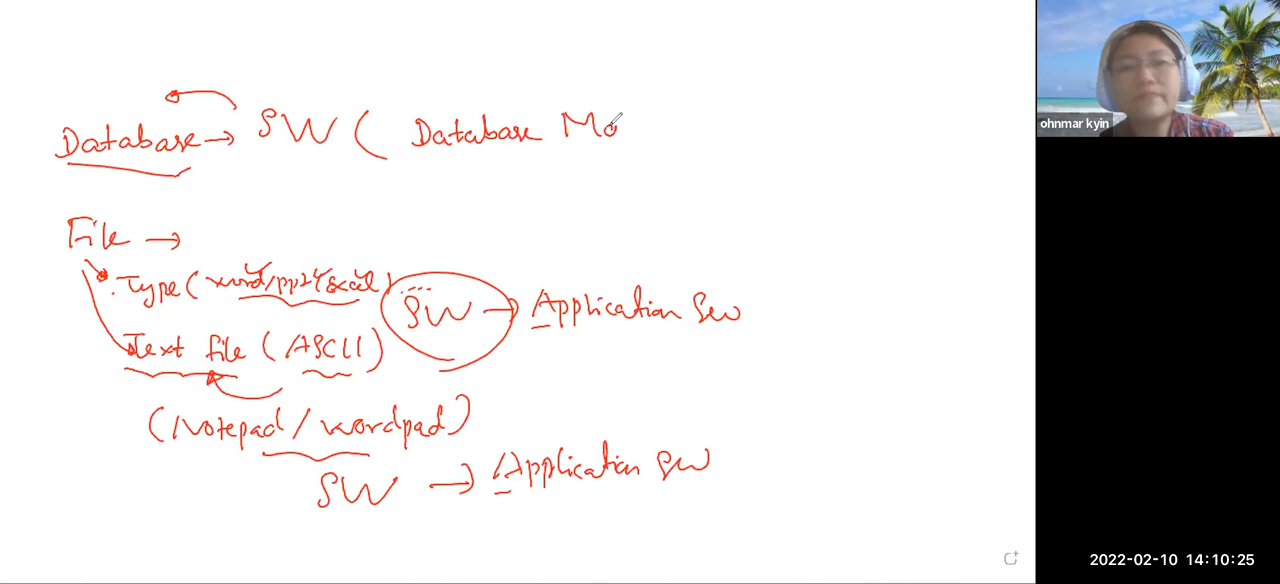 Database → SW ( Database Ma
File →
. Type ( word/ppt/Excel ) ....
SW → Application SW
Text file ( ASCII )
( Notepad / wordpad )
SW → Application SW
ohnmar kyin
2022-02-10 14:10:25